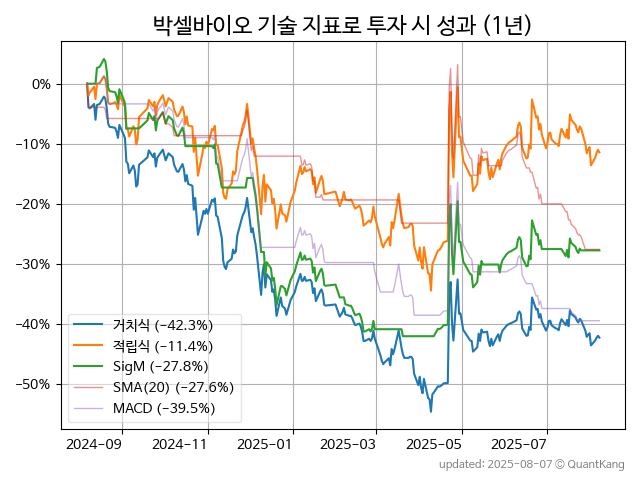 박셀바이오 기술 지표로 투자 시 성과 (1년)
0%
−10%
−20%
−30%
−40%
−50%
거치식 (−42.3%)
적립식 (−11.4%)
SigM (−27.8%)
SMA(20) (−27.6%)
MACD (−39.5%)
2024-09 2024-11 2025-01 2025-03 2025-05 2025-07
updated: 2025-08-07 © QuantKang